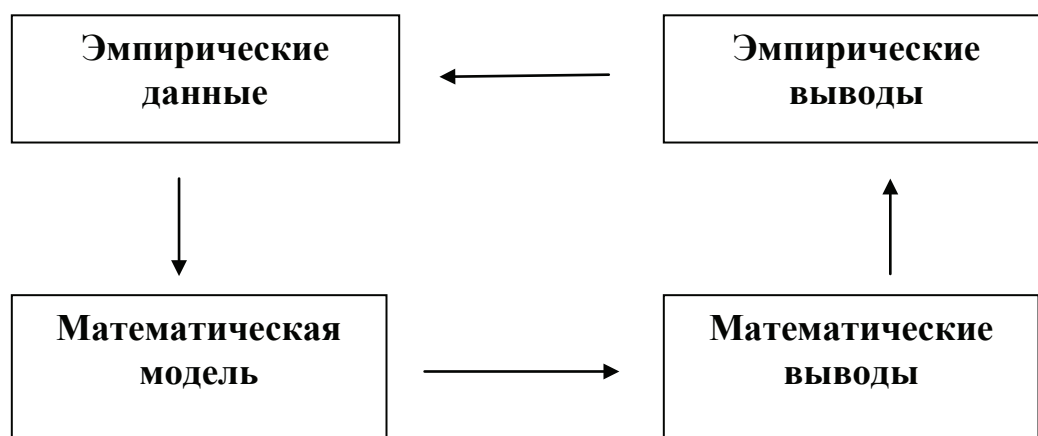 Эмпирические
данные
Эмпирические
выводы
Математическая
модель
Математические
выводы